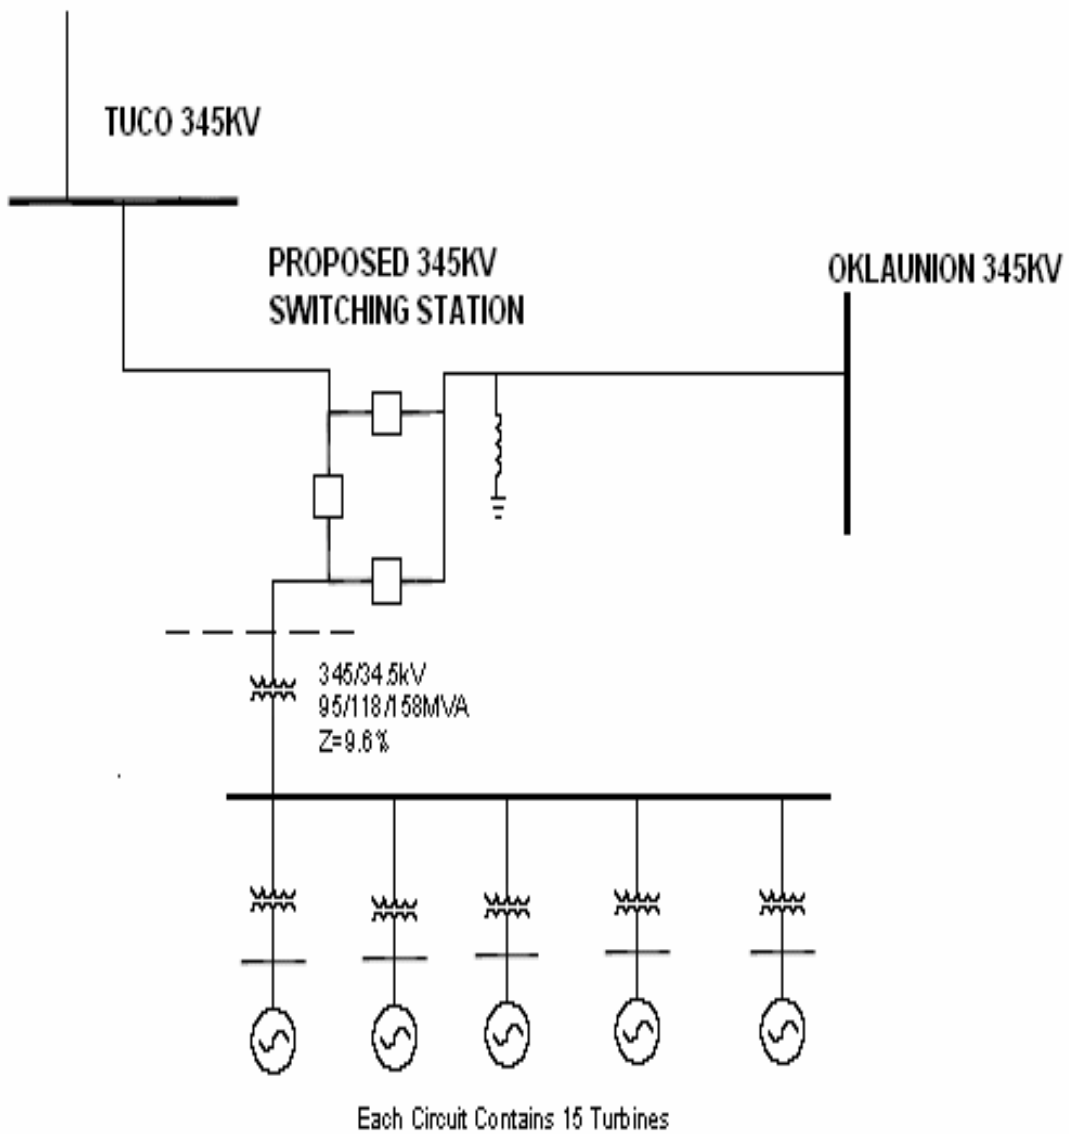 TUCO 345KV
PROPOSED 345KV
SWITCHING STATION
OKLAUNION 345KV
345/34.5kV
95/118/158MVA
Z=9.6%
Each Circuit Contains 15 Turbines